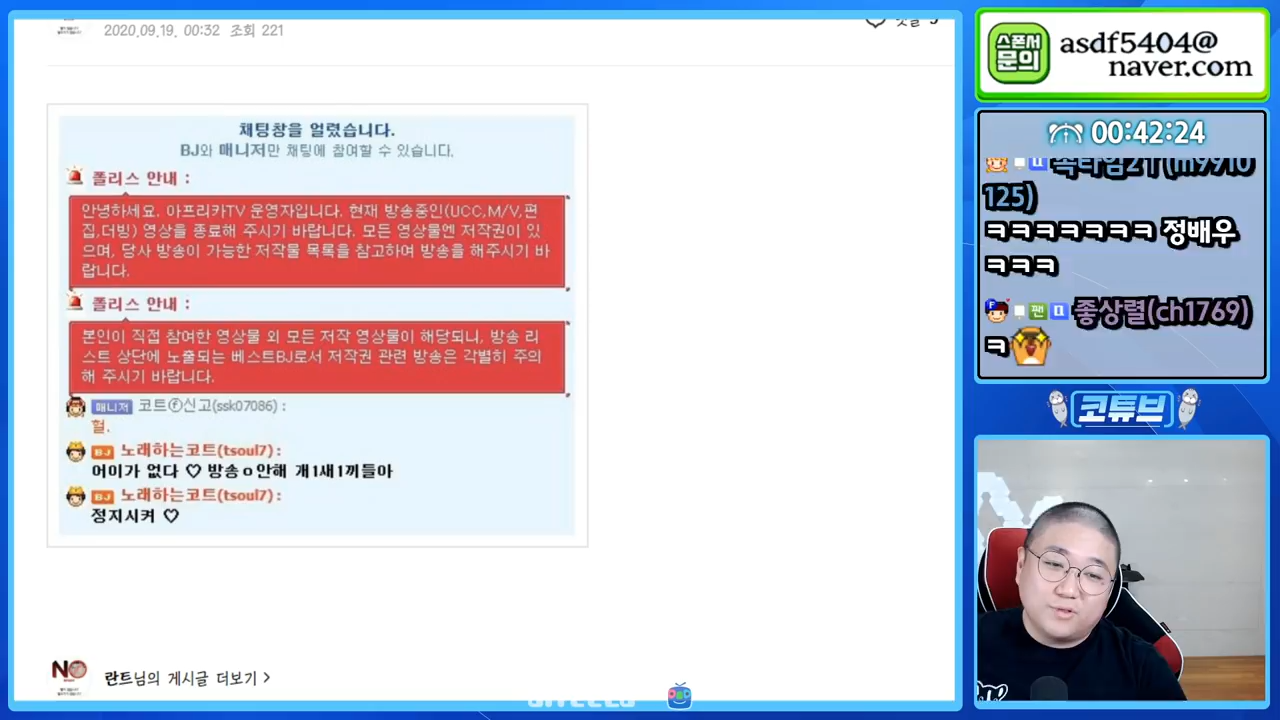 2020.09.19. 00:32 조회 221
채팅창을 얼렸습니다.
BJ와 매니저만 채팅에 참여할 수 있습니다.
폴리스 안내 :
안녕하세요. 아프리카TV 운영자입니다. 현재 방송중인(UCC,M/V,편
집,더빙) 영상을 종료해 주시기 바랍니다. 모든 영상물엔 저작권이 있
으며, 당사 방송이 가능한 저작물 목록을 참고하여 방송을 해주시기 바
랍니다.
폴리스 안내 :
본인이 직접 참여한 영상물 외 모든 저작 영상물이 해당되니, 방송 리
스트 상단에 노출되는 베스트BJ로서 저작권 관련 방송은 각별히 주의
해 주시기 바랍니다.
매니저 코트ⓕ신고(ssk07086) :
헐.
BJ 노래하는코트(tsoul7) :
어이가 없다 ♡ 방송ㅇ안해 개1새1끼들아
BJ 노래하는코트(tsoul7) :
정지시켜 ♡
NO
란트님의 게시글 더보기 >
스폰서
문의
asdf5404@
naver.com
00:42:24
125)
ㅋㅋㅋㅋㅋㅋㅋ 정배우
ㅋㅋㅋ
F 팬 좋상렬(ch1769)
ㅋ
코튜브